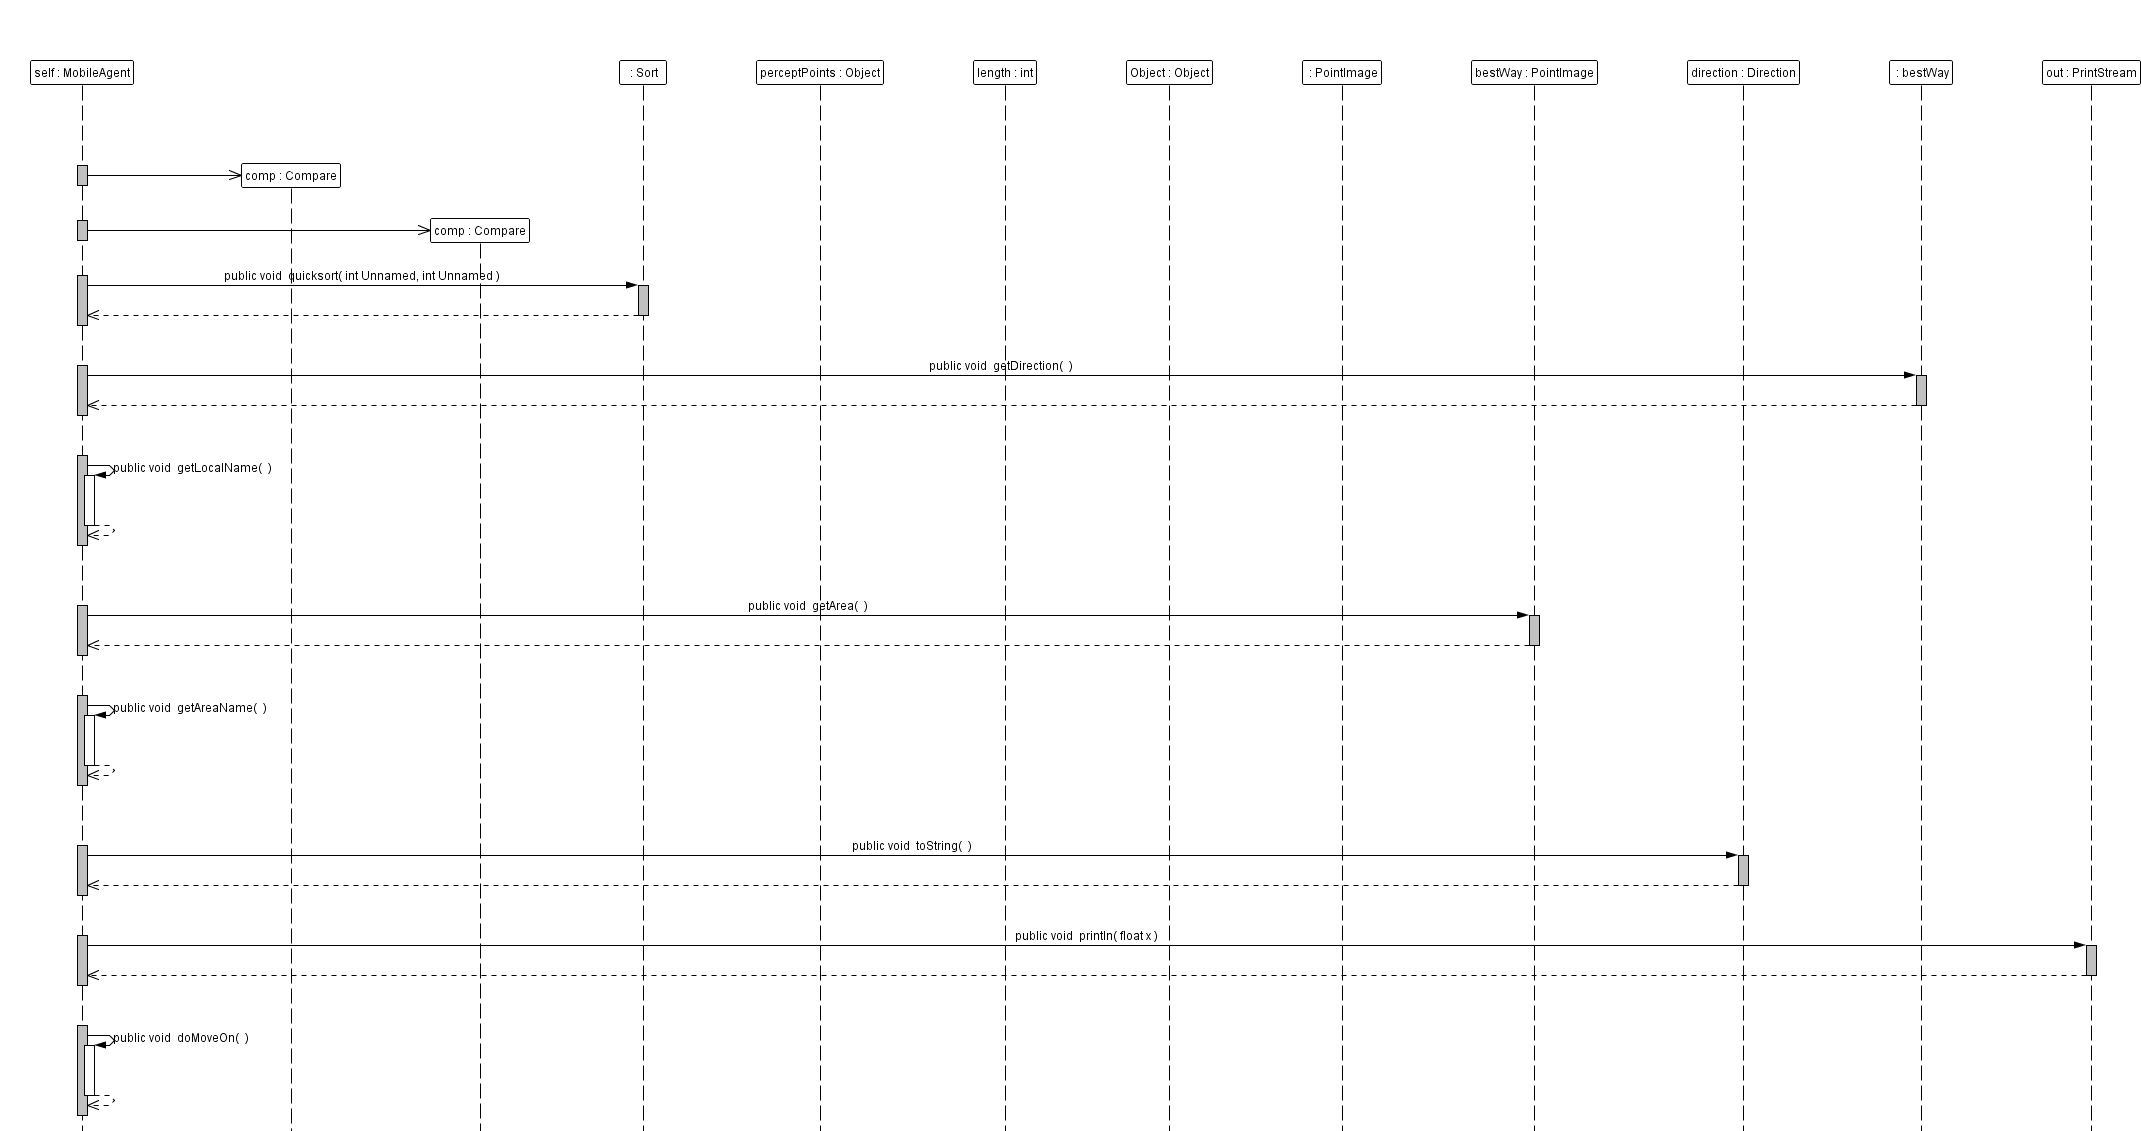 self : MobileAgent
: Sort
perceptPoints : Object
length : int
Object : Object
: PointImage
bestWay : PointImage
direction : Direction
: bestWay
out : PrintStream
comp : Compare
comp : Compare
public void quicksort( int Unnamed, int Unnamed )
public void getDirection( )
public void getLocalName( )
public void getArea( )
public void getAreaName( )
public void toString( )
public void println( float x )
public void doMoveOn( )